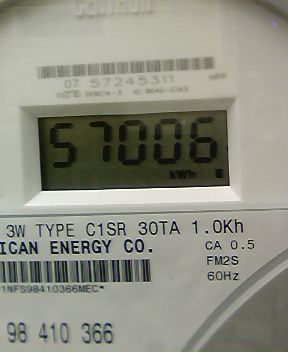 07 57245311
57006
kWh
3W TYPE C1SR 30TA 1.0Kh
ICAN ENERGY CO.
CA 0.5
FM2S
60Hz
1NFS98410366MEC*
98 410 366